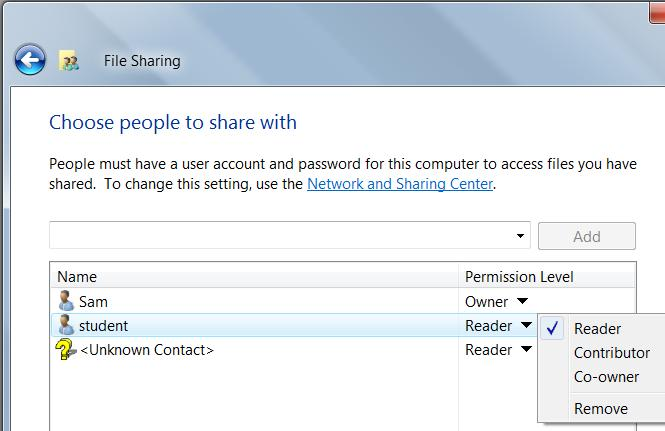 File Sharing
Choose people to share with
People must have a user account and password for this computer to access files you have
shared. To change this setting, use the Network and Sharing Center.
Add
Name Permission Level
Sam Owner
student Reader
<Unknown Contact> Reader
Reader
Contributor
Co-owner
Remove